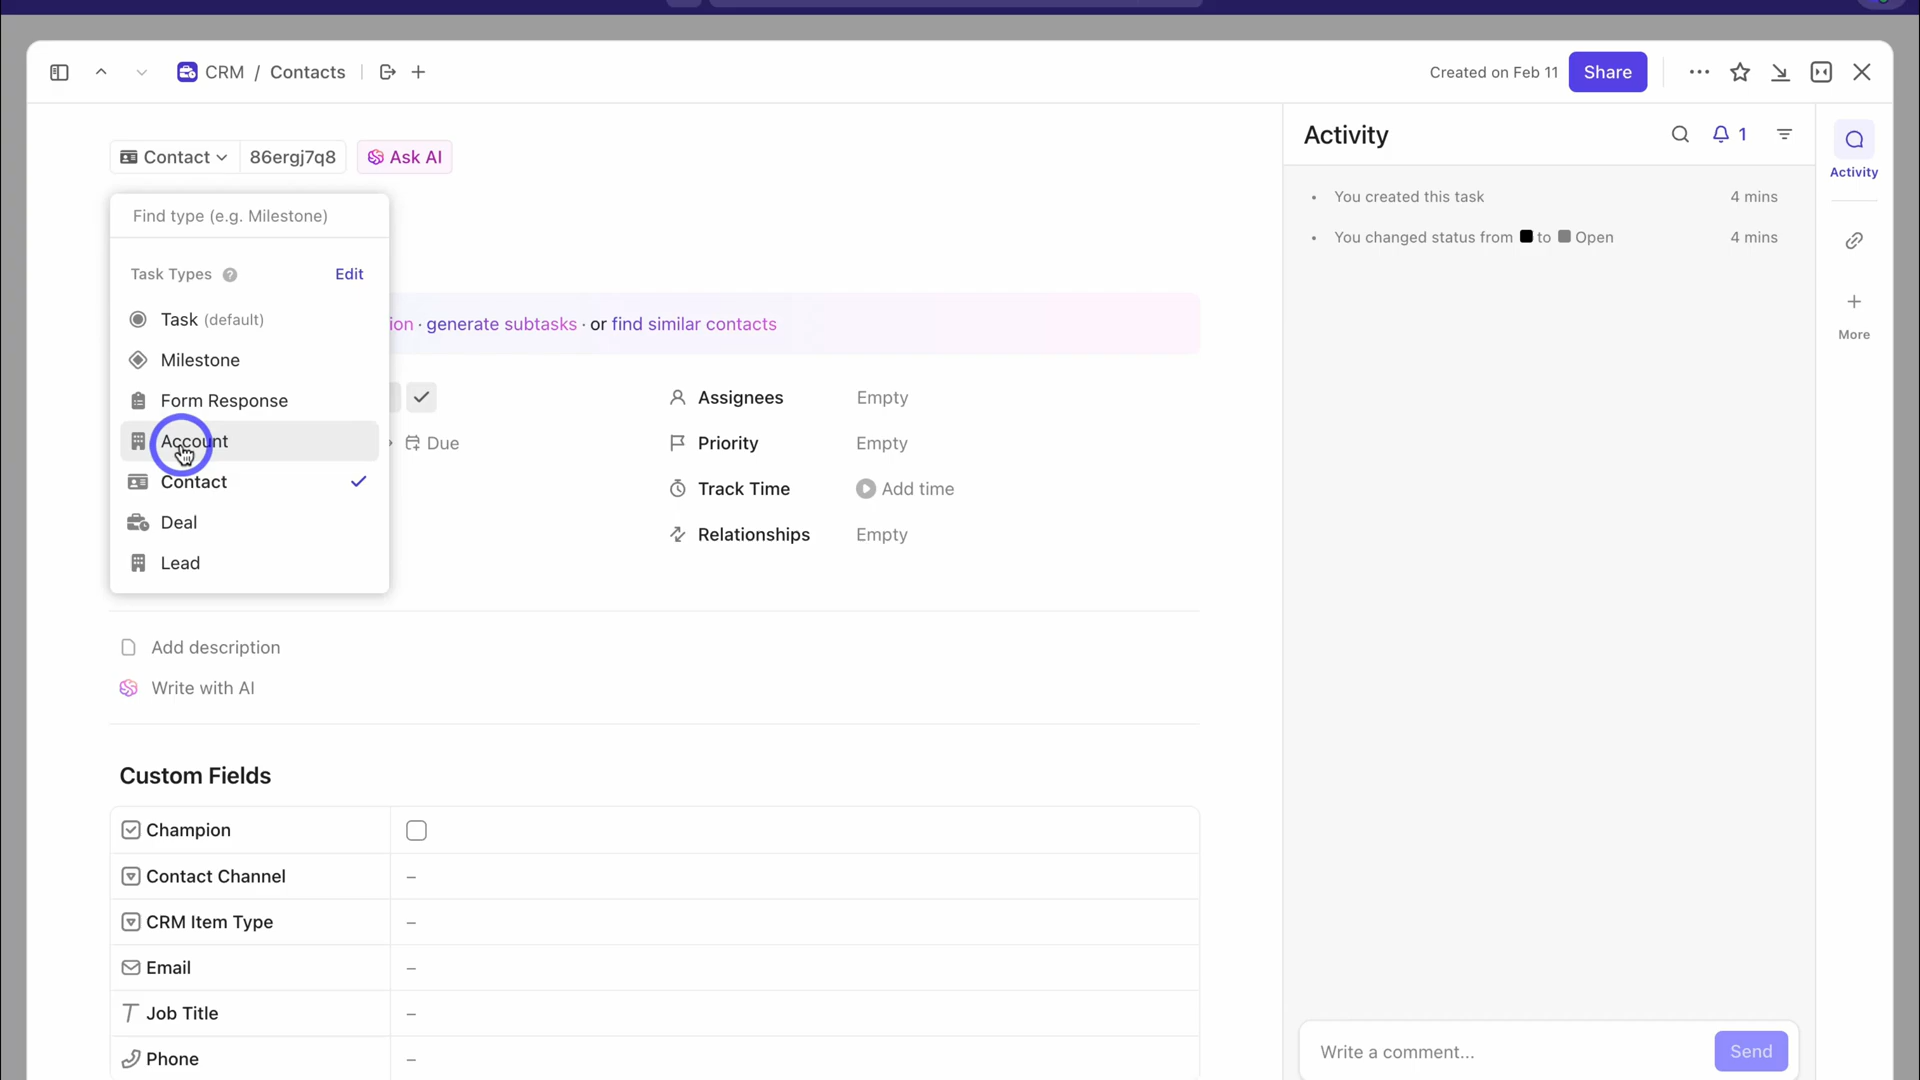 CRM / Contacts
Created on Feb 11
Share
Contact
86ergj7q8
Ask AI
Find type (e.g. Milestone)
Task Types ?
Edit
Task (default)
Milestone
Form Response
Account
Contact
Deal
Lead
ion · generate subtasks · or find similar contacts
Due
Assignees
Empty
Priority
Empty
Track Time
Add time
Relationships
Empty
Add description
Write with AI
Custom Fields
Champion
Contact Channel
–
CRM Item Type
–
Email
–
Job Title
–
Phone
–
Activity
1
You created this task
4 mins
You changed status from to Open
4 mins
Write a comment...
Send
Activity
More